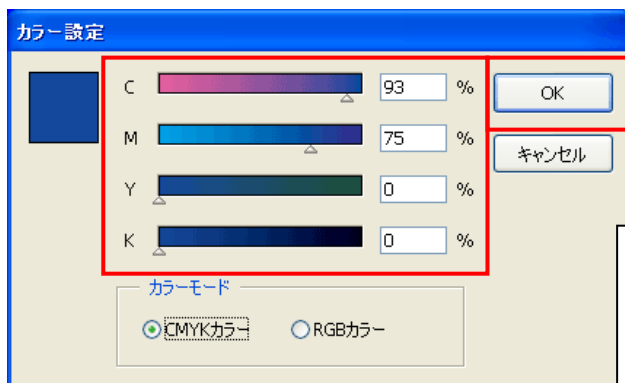 カラー設定
C 93 % OK
M 75 % キャンセル
Y 0 %
K 0 %
カラーモード
CMYKカラー RGBカラー